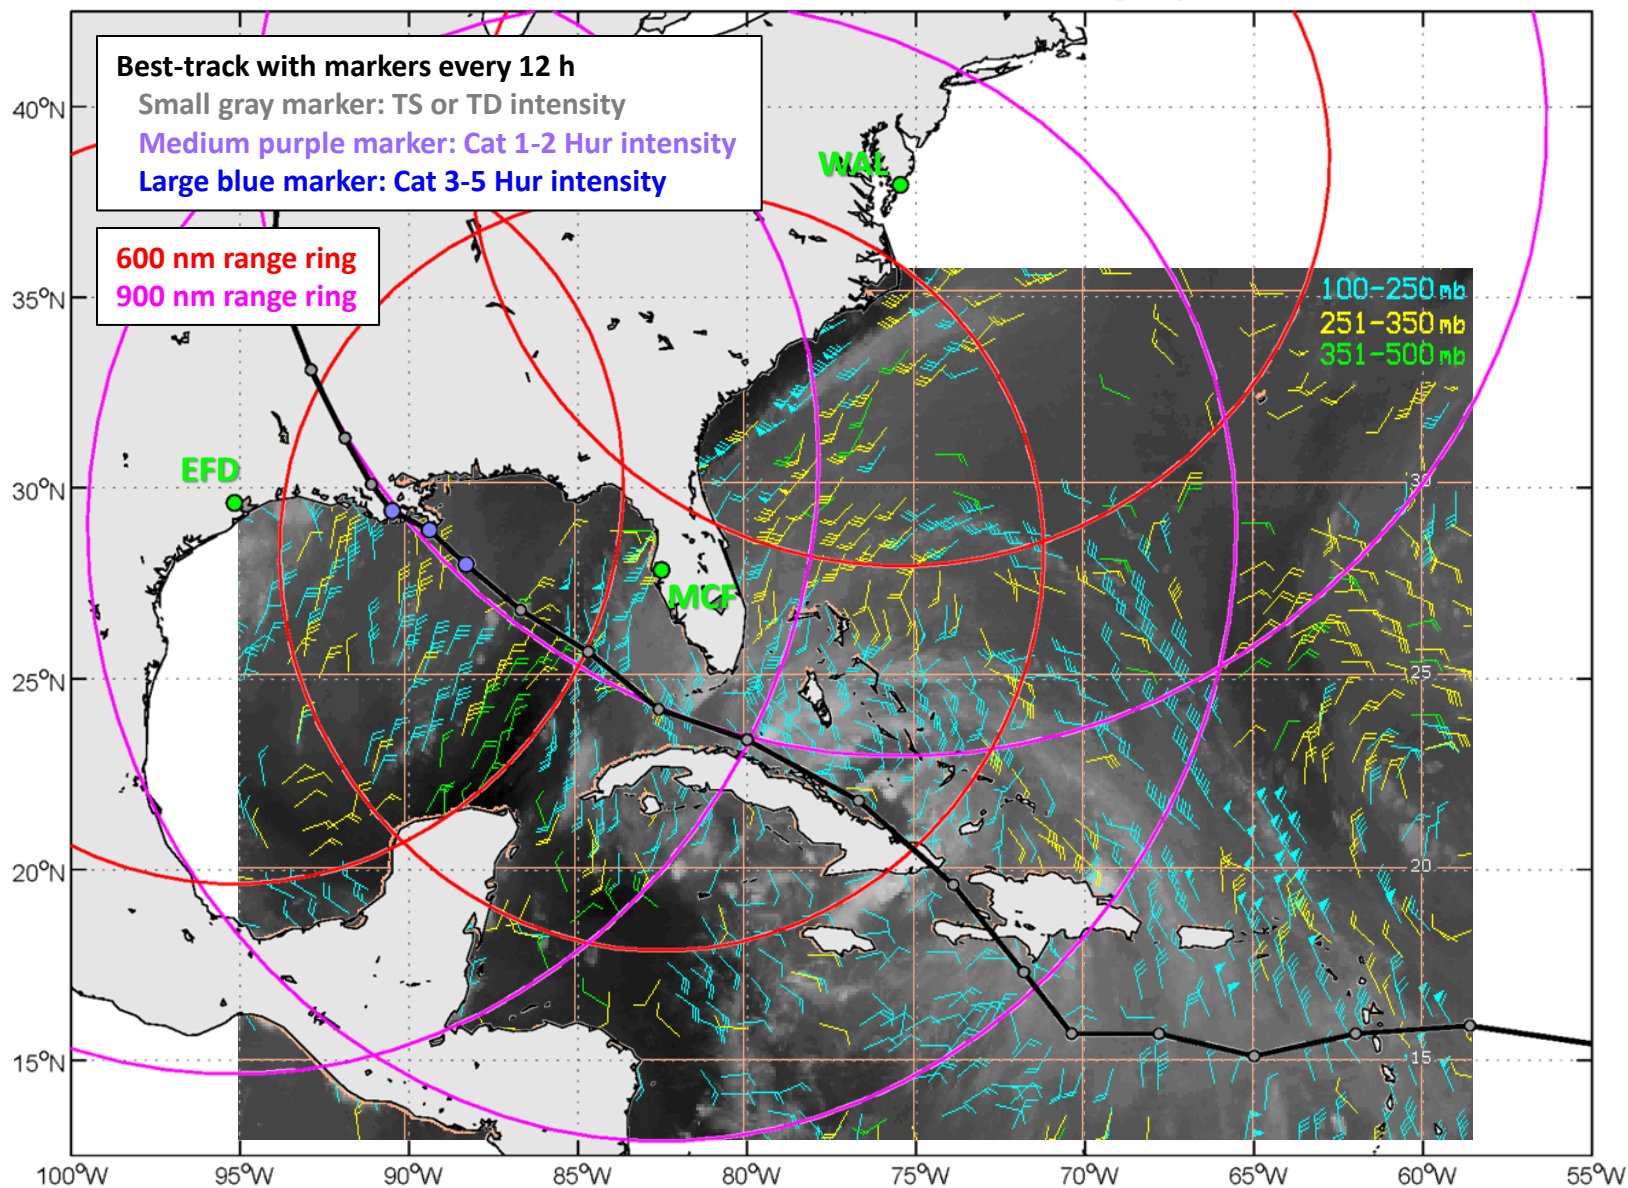 Best-track with markers every 12 h
Small gray marker: TS or TD intensity
Medium purple marker: Cat 1-2 Hur intensity
Large blue marker: Cat 3-5 Hur intensity
600 nm range ring
900 nm range ring
100-250 mb
251-350 mb
351-500 mb
WAL
EFD
MCF
40°N
35°N
30°N
25°N
20°N
15°N
30
25
20
15
100°W 95°W 90°W 85°W 80°W 75°W 70°W 65°W 60°W 55°W